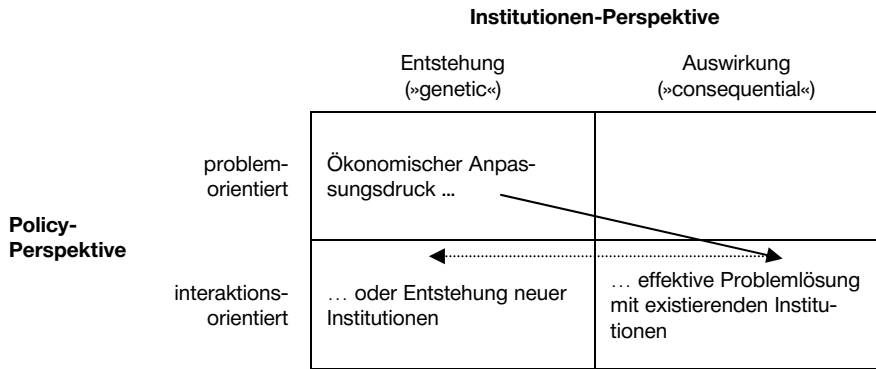 Institutionen-Perspektive
Entstehung
(»genetic«)
Auswirkung
(»consequential«)
Policy-
Perspektive
problem-
orientiert
Ökonomischer Anpas-
sungsdruck ...
interaktions-
orientiert
… oder Entstehung neuer
Institutionen
… effektive Problemlösung
mit existierenden Institu-
tionen